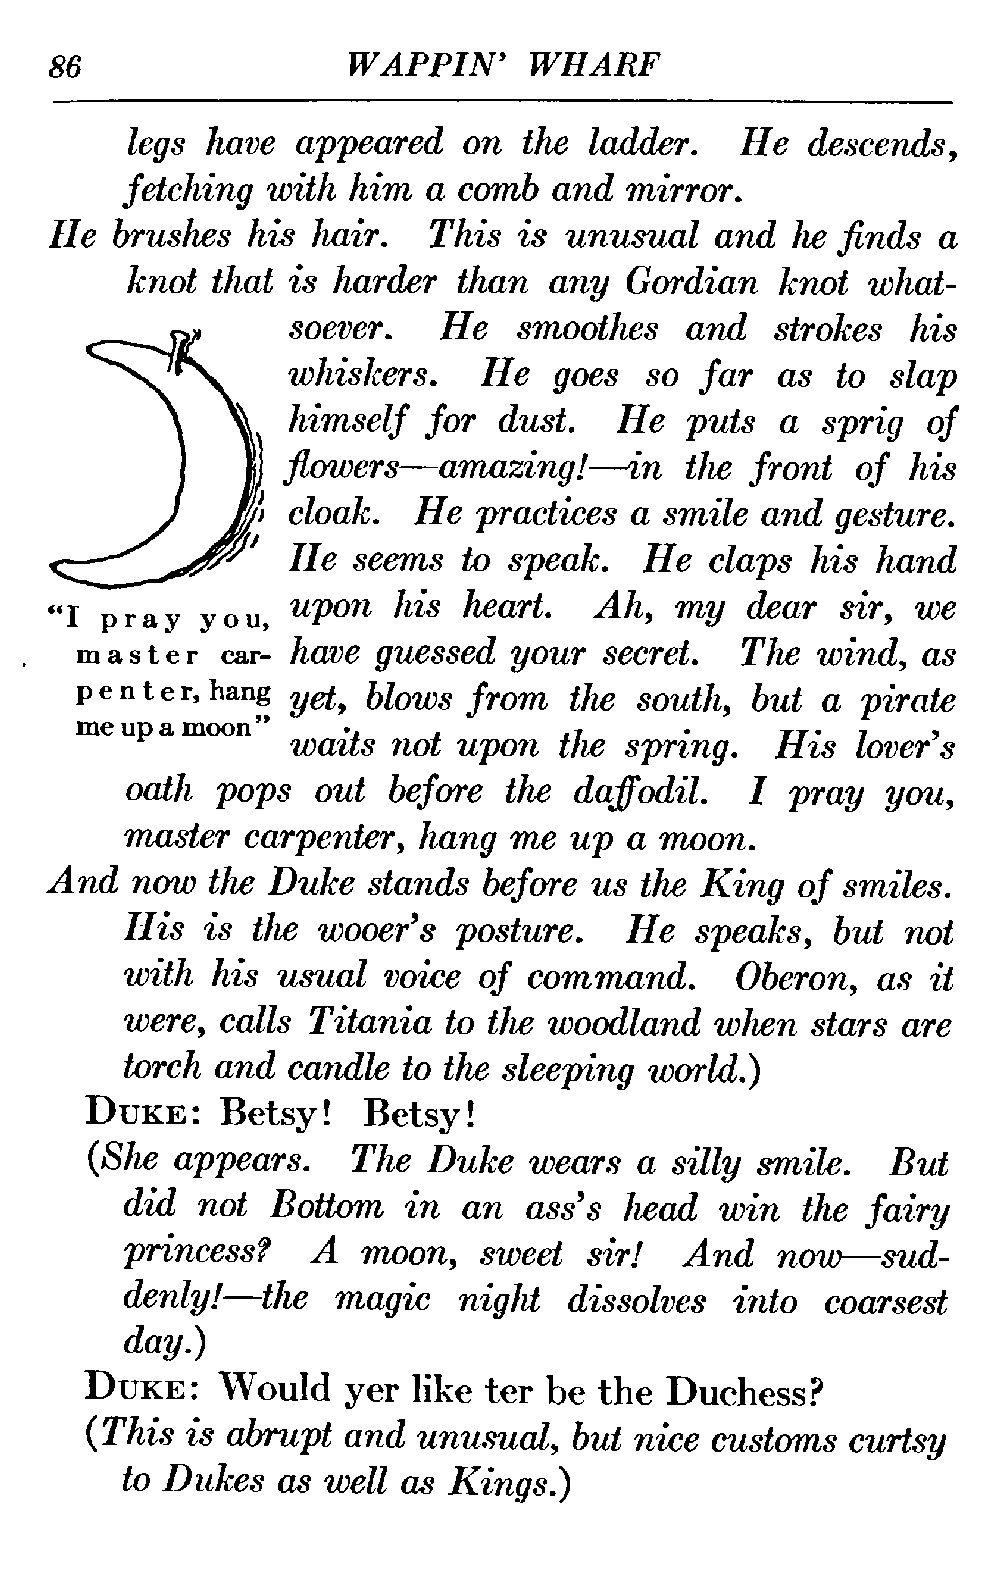 86 WAPPIN' WHARF
legs have appeared on the ladder. He descends,
fetching with him a comb and mirror.
He brushes his hair. This is unusual and he finds a
knot that is harder than any Gordian knot what-
soever. He smoothes and strokes his
whiskers. He goes so far as to slap
himself for dust. He puts a sprig of
flowers—amazing!—in the front of his
cloak. He practices a smile and gesture.
He seems to speak. He claps his hand
upon his heart. Ah, my dear sir, we
have guessed your secret. The wind, as
yet, blows from the south, but a pirate
waits not upon the spring. His lover's
"I pray you,
master car-
penter, hang
me up a moon"
oath pops out before the daffodil. I pray you,
master carpenter, hang me up a moon.
And now the Duke stands before us the King of smiles.
His is the wooer's posture. He speaks, but not
with his usual voice of command. Oberon, as it
were, calls Titania to the woodland when stars are
torch and candle to the sleeping world.)
DUKE: Betsy! Betsy!
(She appears. The Duke wears a silly smile. But
did not Bottom in an ass's head win the fairy
princess? A moon, sweet sir! And now—sud-
denly!—the magic night dissolves into coarsest
day.)
DUKE: Would yer like ter be the Duchess?
(This is abrupt and unusual, but nice customs curtsy
to Dukes as well as Kings.)